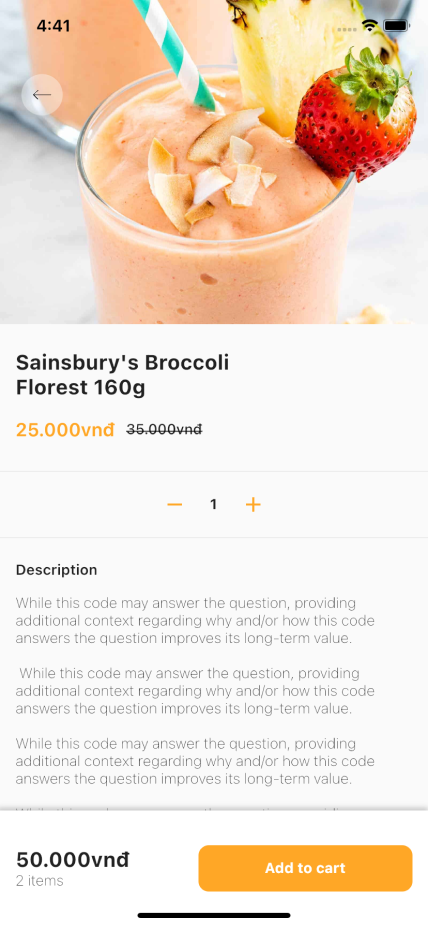 4:41
Sainsbury's Broccoli
Florest 160g
25.000vnđ 35.000vnđ
1
Description
While this code may answer the question, providing
additional context regarding why and/or how this code
answers the question improves its long-term value.
While this code may answer the question, providing
additional context regarding why and/or how this code
answers the question improves its long-term value.
While this code may answer the question, providing
additional context regarding why and/or how this code
answers the question improves its long-term value.
50.000vnđ
2 items
Add to cart